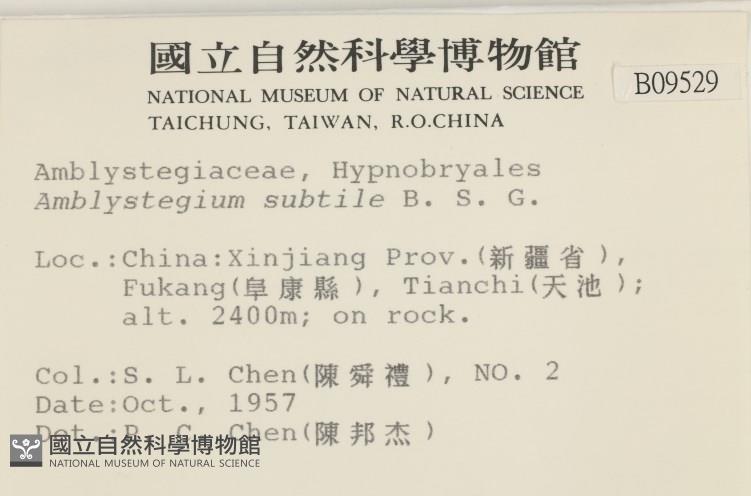 國立自然科學博物館
NATIONAL MUSEUM OF NATURAL SCIENCE
TAICHUNG, TAIWAN, R.O.CHINA
B09529
Amblystegiaceae, Hypnobryales
Amblystegium subtile B. S. G.
Loc.:China:Xinjiang Prov.(新疆省),
Fukang(阜康縣), Tianchi(天池);
alt. 2400m; on rock.
Col.:S. L. Chen(陳舜禮), NO. 2
Date:Oct., 1957
Det.:P. C. Chen(陳邦杰)
國立自然科學博物館
NATIONAL MUSEUM OF NATURAL SCIENCE